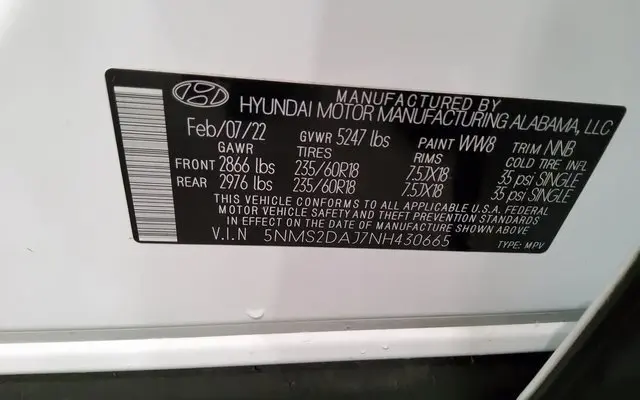 MANUFACTURED BY
HYUNDAI MOTOR MANUFACTURING ALABAMA, LLC
Feb/07/22 GVWR 5247 lbs PAINT WW8 TRIM NNB
GAWR TIRES RIMS COLD TIRE INFL
FRONT 2866 lbs 235/60R18 7.5JX18 35 psi SINGLE
REAR 2976 lbs 235/60R18 7.5JX18 35 psi SINGLE
THIS VEHICLE CONFORMS TO ALL APPLICABLE U.S.A. FEDERAL
MOTOR VEHICLE SAFETY AND THEFT PREVENTION STANDARDS
IN EFFECT ON THE DATE OF MANUFACTURE SHOWN ABOVE
V.I.N 5NMS2DAJ7NH430665 TYPE: MPV